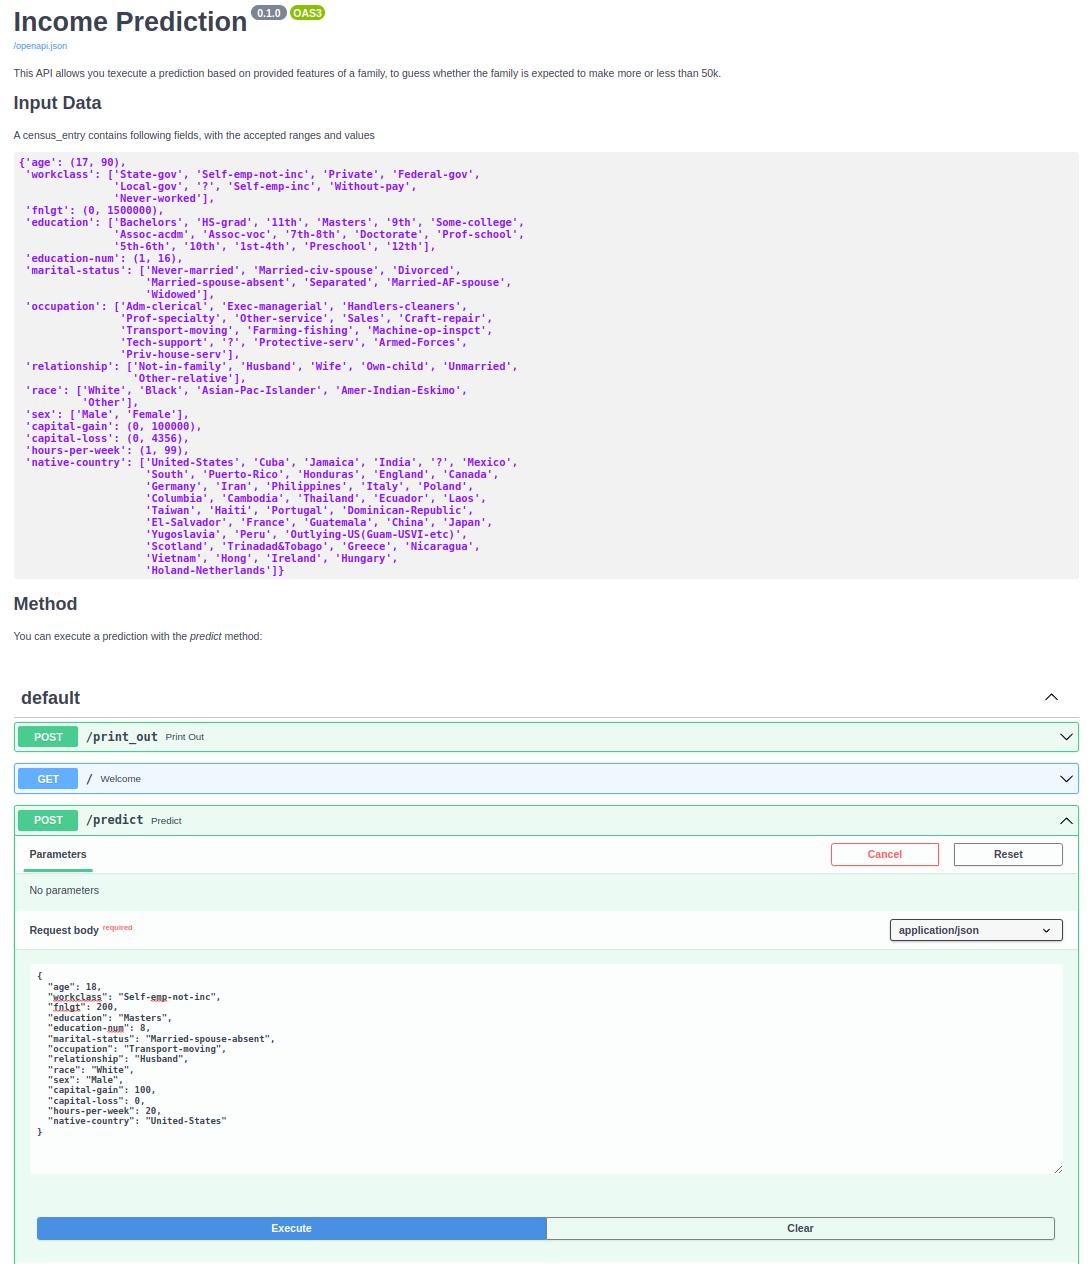 Income Prediction 0.1.0 OAS3
/openapi.json
This API allows you texecute a prediction based on provided features of a family, to guess whether the family is expected to make more or less than 50k.
Input Data
A census_entry contains following fields, with the accepted ranges and values
{'age': (17, 90),
'workclass': ['State-gov', 'Self-emp-not-inc', 'Private', 'Federal-gov',
'Local-gov', '?', 'Self-emp-inc', 'Without-pay',
'Never-worked'],
'fnlgt': (0, 1500000),
'education': ['Bachelors', 'HS-grad', '11th', 'Masters', '9th', 'Some-college',
'Assoc-acdm', 'Assoc-voc', '7th-8th', 'Doctorate', 'Prof-school',
'5th-6th', '10th', '1st-4th', 'Preschool', '12th'],
'education-num': (1, 16),
'marital-status': ['Never-married', 'Married-civ-spouse', 'Divorced',
'Married-spouse-absent', 'Separated', 'Married-AF-spouse',
'Widowed'],
'occupation': ['Adm-clerical', 'Exec-managerial', 'Handlers-cleaners',
'Prof-specialty', 'Other-service', 'Sales', 'Craft-repair',
'Transport-moving', 'Farming-fishing', 'Machine-op-inspct',
'Tech-support', '?', 'Protective-serv', 'Armed-Forces',
'Priv-house-serv'],
'relationship': ['Not-in-family', 'Husband', 'Wife', 'Own-child', 'Unmarried',
'Other-relative'],
'race': ['White', 'Black', 'Asian-Pac-Islander', 'Amer-Indian-Eskimo',
'Other'],
'sex': ['Male', 'Female'],
'capital-gain': (0, 100000),
'capital-loss': (0, 4356),
'hours-per-week': (1, 99),
'native-country': ['United-States', 'Cuba', 'Jamaica', 'India', '?', 'Mexico',
'South', 'Puerto-Rico', 'Honduras', 'England', 'Canada',
'Germany', 'Iran', 'Philippines', 'Italy', 'Poland',
'Columbia', 'Cambodia', 'Thailand', 'Ecuador', 'Laos',
'Taiwan', 'Haiti', 'Portugal', 'Dominican-Republic',
'El-Salvador', 'France', 'Guatemala', 'China', 'Japan',
'Yugoslavia', 'Peru', 'Outlying-US(Guam-USVI-etc)',
'Scotland', 'Trinadad&Tobago', 'Greece', 'Nicaragua',
'Vietnam', 'Hong', 'Ireland', 'Hungary',
'Holand-Netherlands']}
Method
You can execute a prediction with the predict method:
default
POST /print_out Print Out
GET / Welcome
POST /predict Predict
Parameters Cancel Reset
No parameters
Request body required application/json
{
"age": 18,
"workclass": "Self-emp-not-inc",
"fnlgt": 200,
"education": "Masters",
"education-num": 8,
"marital-status": "Married-spouse-absent",
"occupation": "Transport-moving",
"relationship": "Husband",
"race": "White",
"sex": "Male",
"capital-gain": 100,
"capital-loss": 0,
"hours-per-week": 20,
"native-country": "United-States"
}
Execute Clear